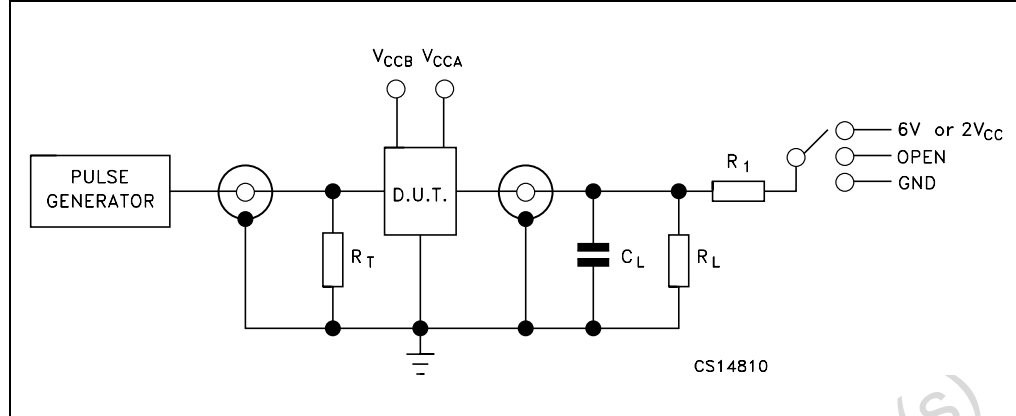 V_CCB V_CCA
6V or 2V_CC
R_1
OPEN
PULSE
GENERATOR
D.U.T.
GND
R_T
C_L
R_L
CS14810
(s)